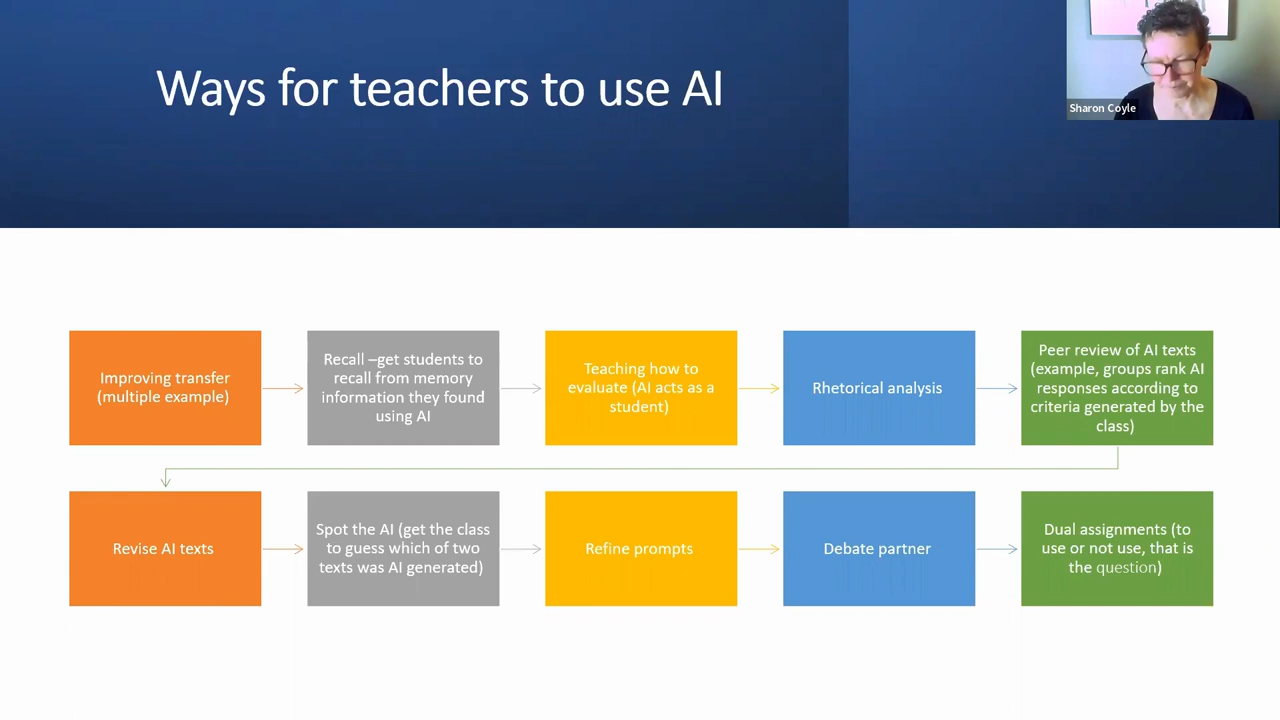 Ways for teachers to use AI
Sharon Coyle
Improving transfer
(multiple example)
Recall –get students to
recall from memory
information they found
using AI
Teaching how to
evaluate (AI acts as a
student)
Rhetorical analysis
Peer review of AI texts
(example, groups rank AI
responses according to
criteria generated by the
class)
Revise AI texts
Spot the AI (get the class
to guess which of two
texts was AI generated)
Refine prompts
Debate partner
Dual assignments (to
use or not use, that is
the question)